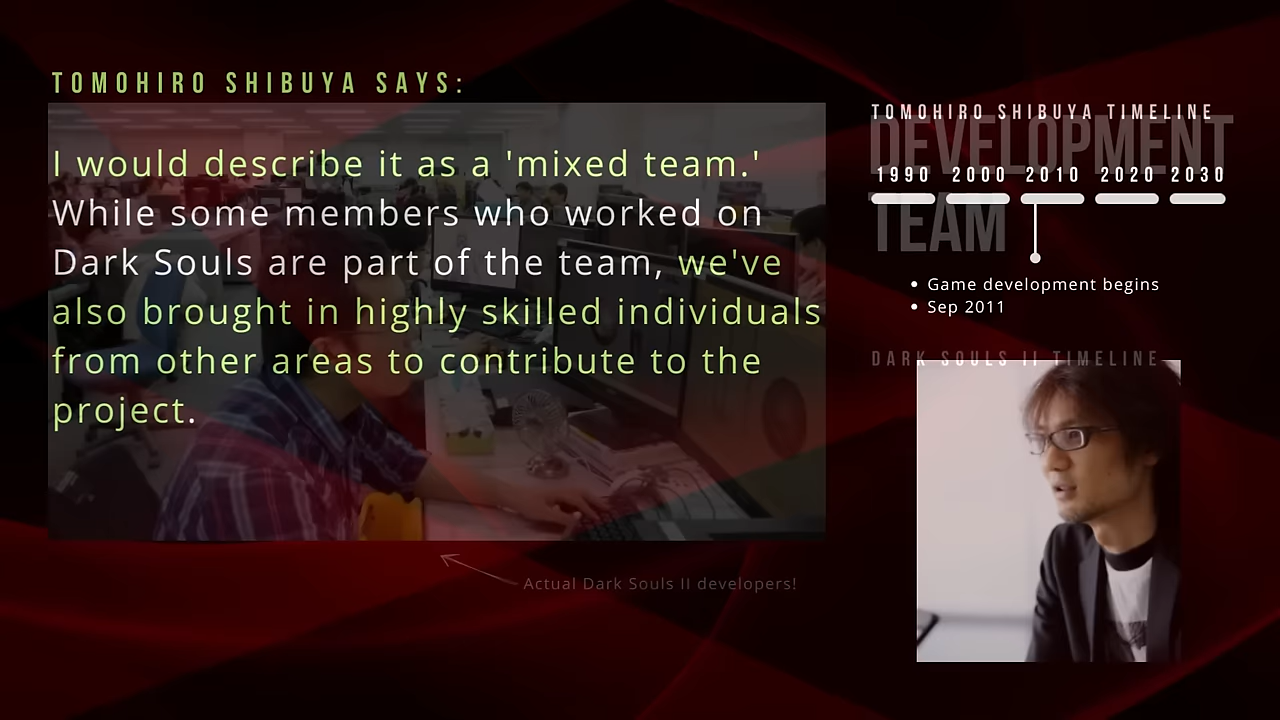 TOMOHIRO SHIBUYA SAYS:
I would describe it as a 'mixed team.'
While some members who worked on
Dark Souls are part of the team, we've
also brought in highly skilled individuals
from other areas to contribute to the
project.
Actual Dark Souls II developers!
TOMOHIRO SHIBUYA TIMELINE
DEVELOPMENT
TEAM
1990 2000 2010 2020 2030
• Game development begins
• Sep 2011
DARK SOULS II TIMELINE